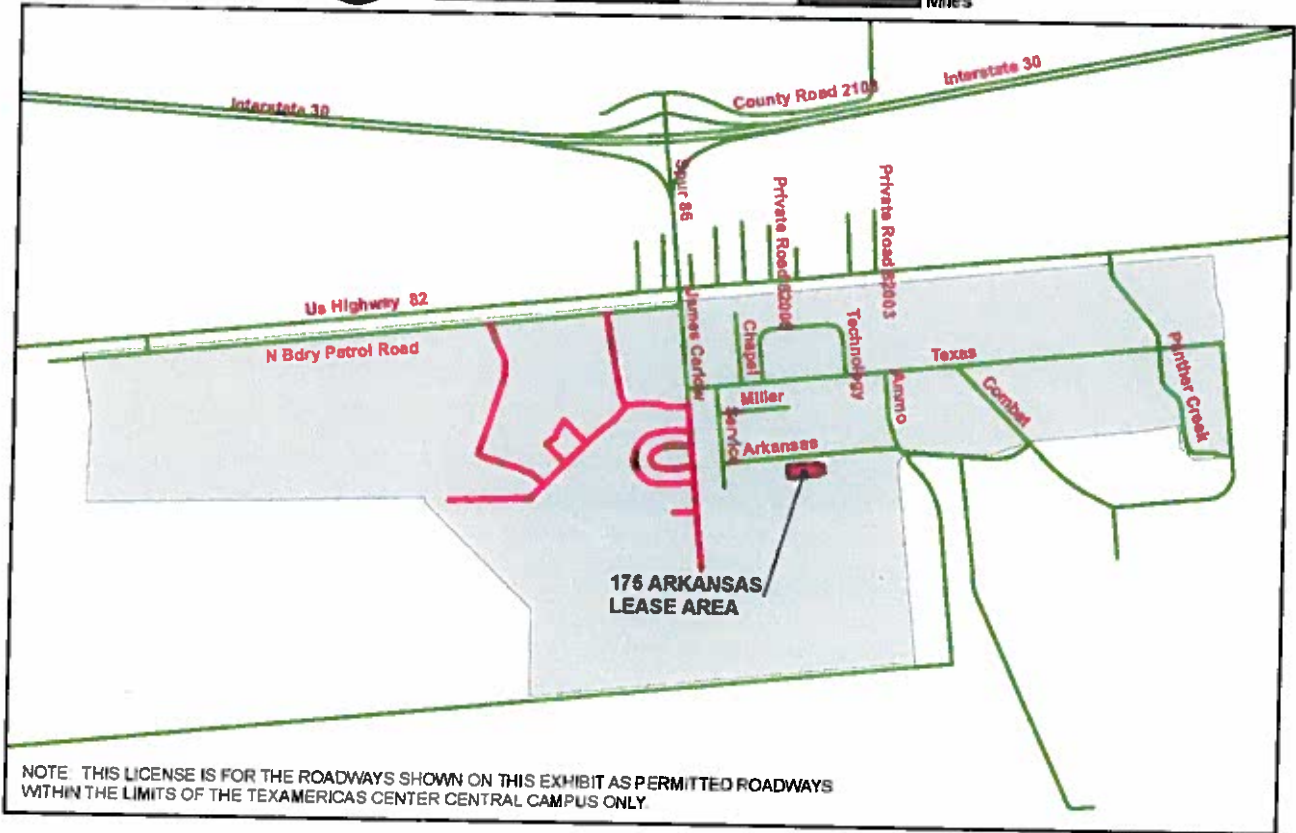 Miles
Interstate 30
County Road 2103
Interstate 30
Spur 86
Private Road
Private Road 82003
Us Highway 82
N Bdry Patrol Road
James Carlow
Chapel
Technology
Texas
Panther Creek
Miller
Ammo
Combat
Service
Arkansas
175 ARKANSAS
LEASE AREA
NOTE: THIS LICENSE IS FOR THE ROADWAYS SHOWN ON THIS EXHIBIT AS PERMITTED ROADWAYS
WITHIN THE LIMITS OF THE TEXAMERICAS CENTER CENTRAL CAMPUS ONLY.